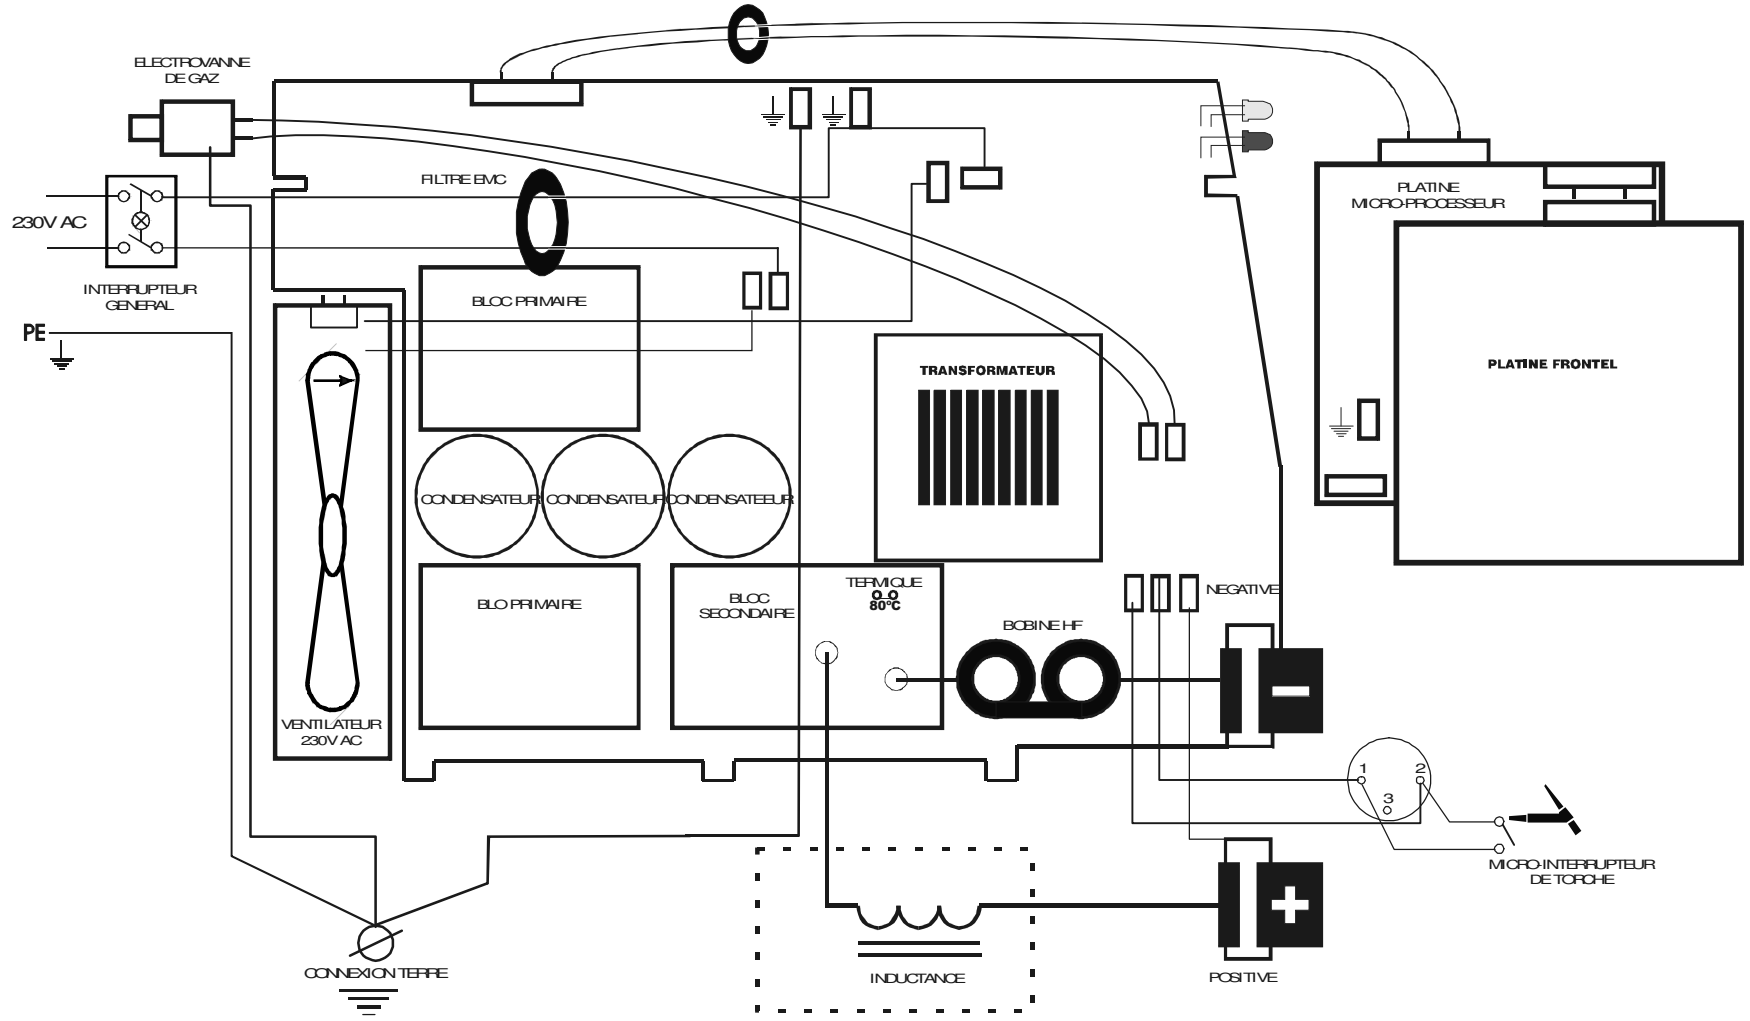 ELECTROVANNE
DE GAZ
FILTRE EMC
PLATINE
MICRO-PROCESSEUR
230V AC
INTERRUPTEUR
GENERAL
BLOC PRIMAIRE
PE
PLATINE FRONTEL
TRANSFORMATEUR
CONDENSATEUR
CONDENSATEUR
CONDENSATEEUR
TERMIQUE
80°C
NEGATIVE
BLO PRIMAIRE
BLOC
SECONDAIRE
BOBINE HF
-
VENTILATEUR
230V AC
1
2
3
MICRO-INTERRUPTEUR
DE TORCHE
+
CONNEXION TERRE
INDUCTANCE
POSITIVE